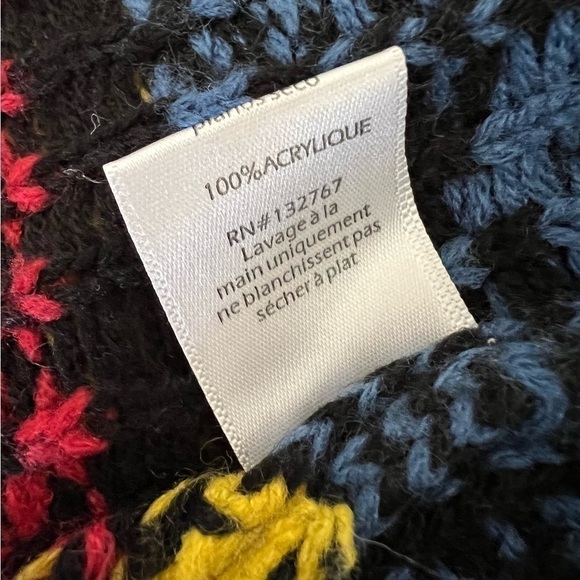 100%ACRYLIQUE
RN#132767
Lavage à la
main uniquement
ne blanchissent pas
sécher à plat